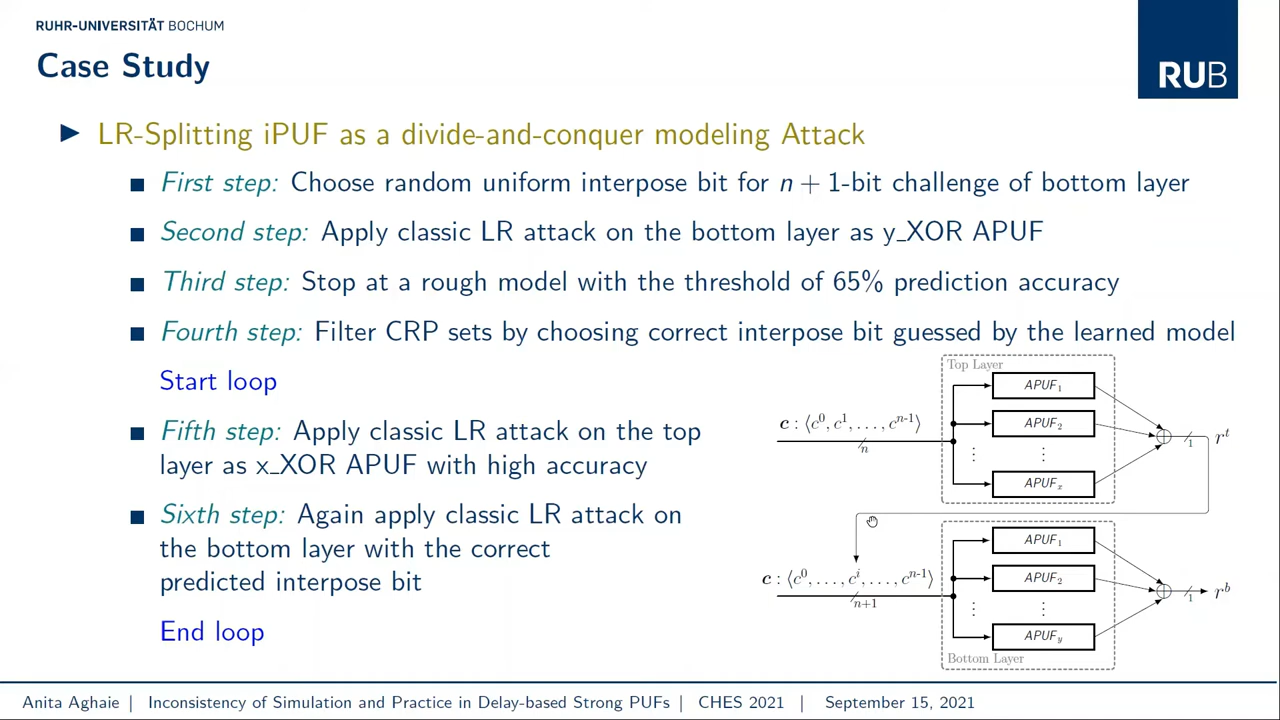 RUHR-UNIVERSITÄT BOCHUM
RUB
Case Study
▶ LR-Splitting iPUF as a divide-and-conquer modeling Attack
■ First step: Choose random uniform interpose bit for n + 1-bit challenge of bottom layer
■ Second step: Apply classic LR attack on the bottom layer as y_XOR APUF
■ Third step: Stop at a rough model with the threshold of 65% prediction accuracy
■ Fourth step: Filter CRP sets by choosing correct interpose bit guessed by the learned model
Start loop
■ Fifth step: Apply classic LR attack on the top
layer as x_XOR APUF with high accuracy
■ Sixth step: Again apply classic LR attack on
the bottom layer with the correct
predicted interpose bit
End loop
Top Layer
APUF₁
c : ⟨c⁰, c¹, . . . , cⁿ⁻¹⟩
n
APUF₂
⋮ ⋮
APUFₓ
⊕
1
rᵗ
APUF₁
c : ⟨c⁰, . . . , cⁱ, . . . , cⁿ⁻¹⟩
n+1
APUF₂
⋮ ⋮
APUF_y
⊕
1
rᵇ
Bottom Layer
Anita Aghaie | Inconsistency of Simulation and Practice in Delay-based Strong PUFs | CHES 2021 | September 15, 2021